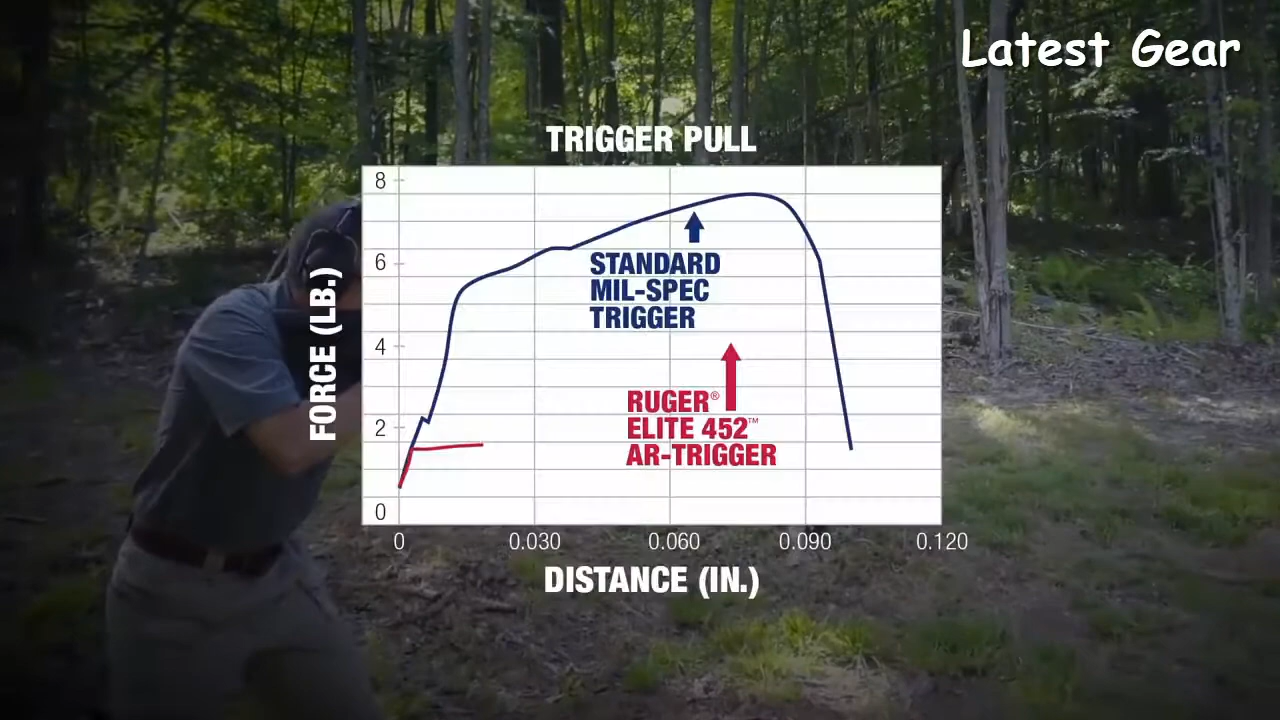 Latest Gear
TRIGGER PULL
8
6
4
2
0
FORCE (LB.)
STANDARD
MIL-SPEC
TRIGGER
RUGER®
ELITE 452™
AR-TRIGGER
0 0.030 0.060 0.090 0.120
DISTANCE (IN.)